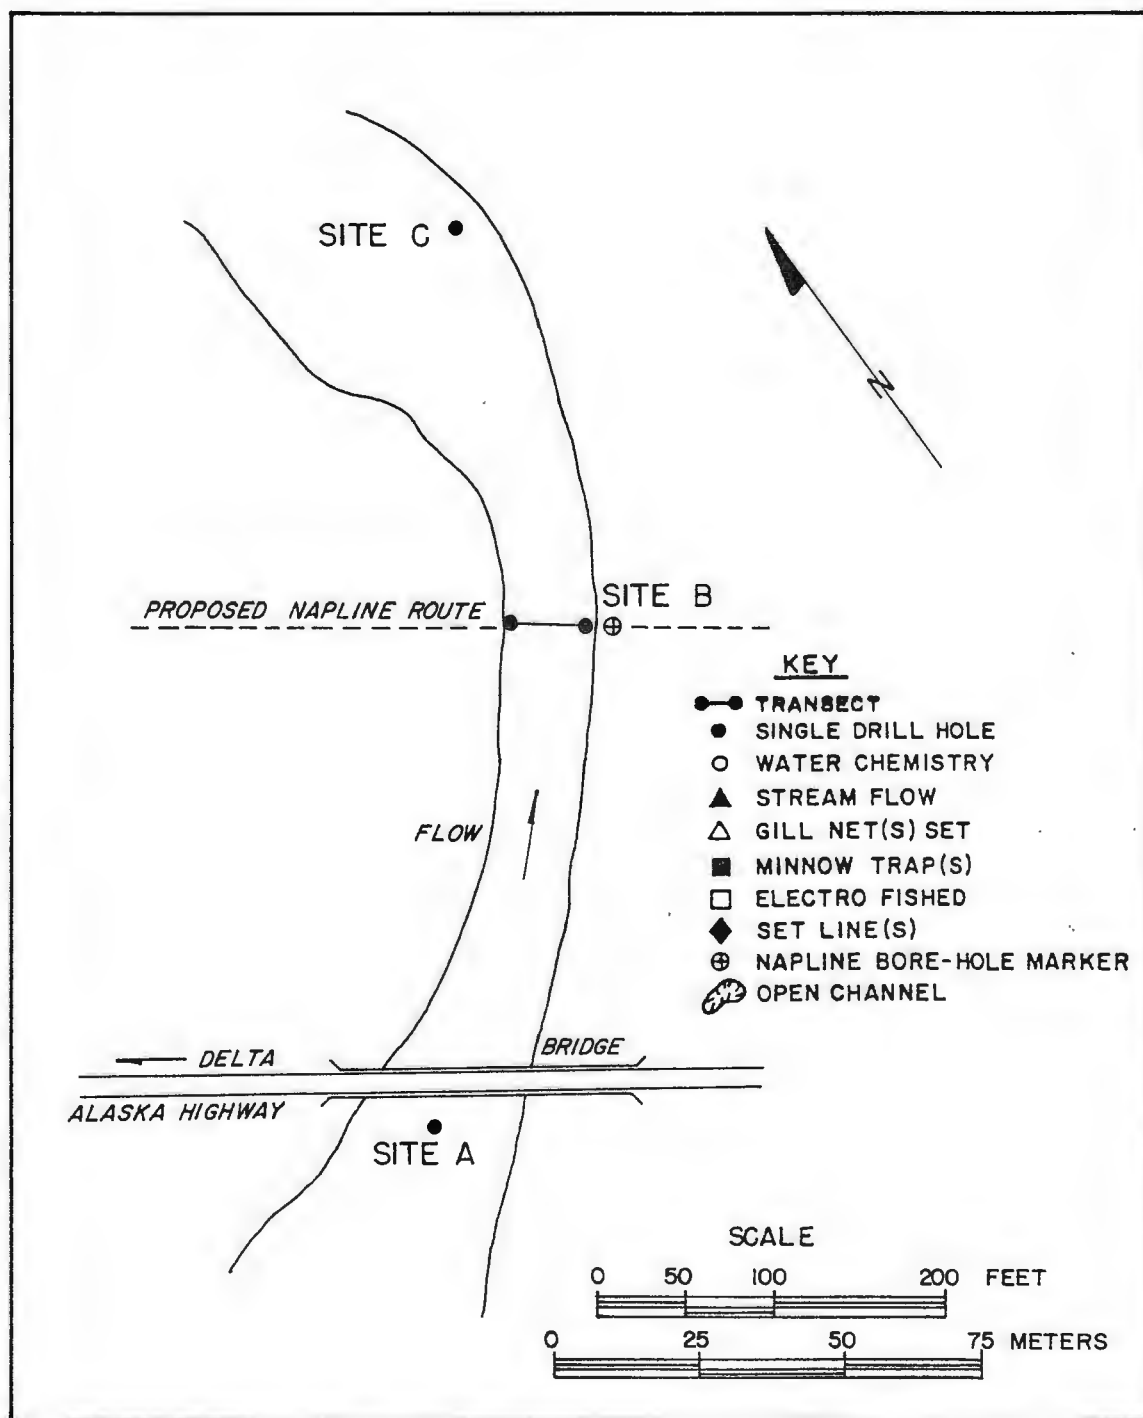 SITE C
N
SITE B
PROPOSED NAPLINE ROUTE
KEY
TRANSECT
SINGLE DRILL HOLE
WATER CHEMISTRY
STREAM FLOW
GILL NET(S) SET
MINNOW TRAP(S)
ELECTRO FISHED
SET LINE(S)
NAPLINE BORE-HOLE MARKER
OPEN CHANNEL
FLOW
BRIDGE
DELTA
ALASKA HIGHWAY
SITE A
SCALE
0 50 100 200 FEET
0 25 50 75 METERS